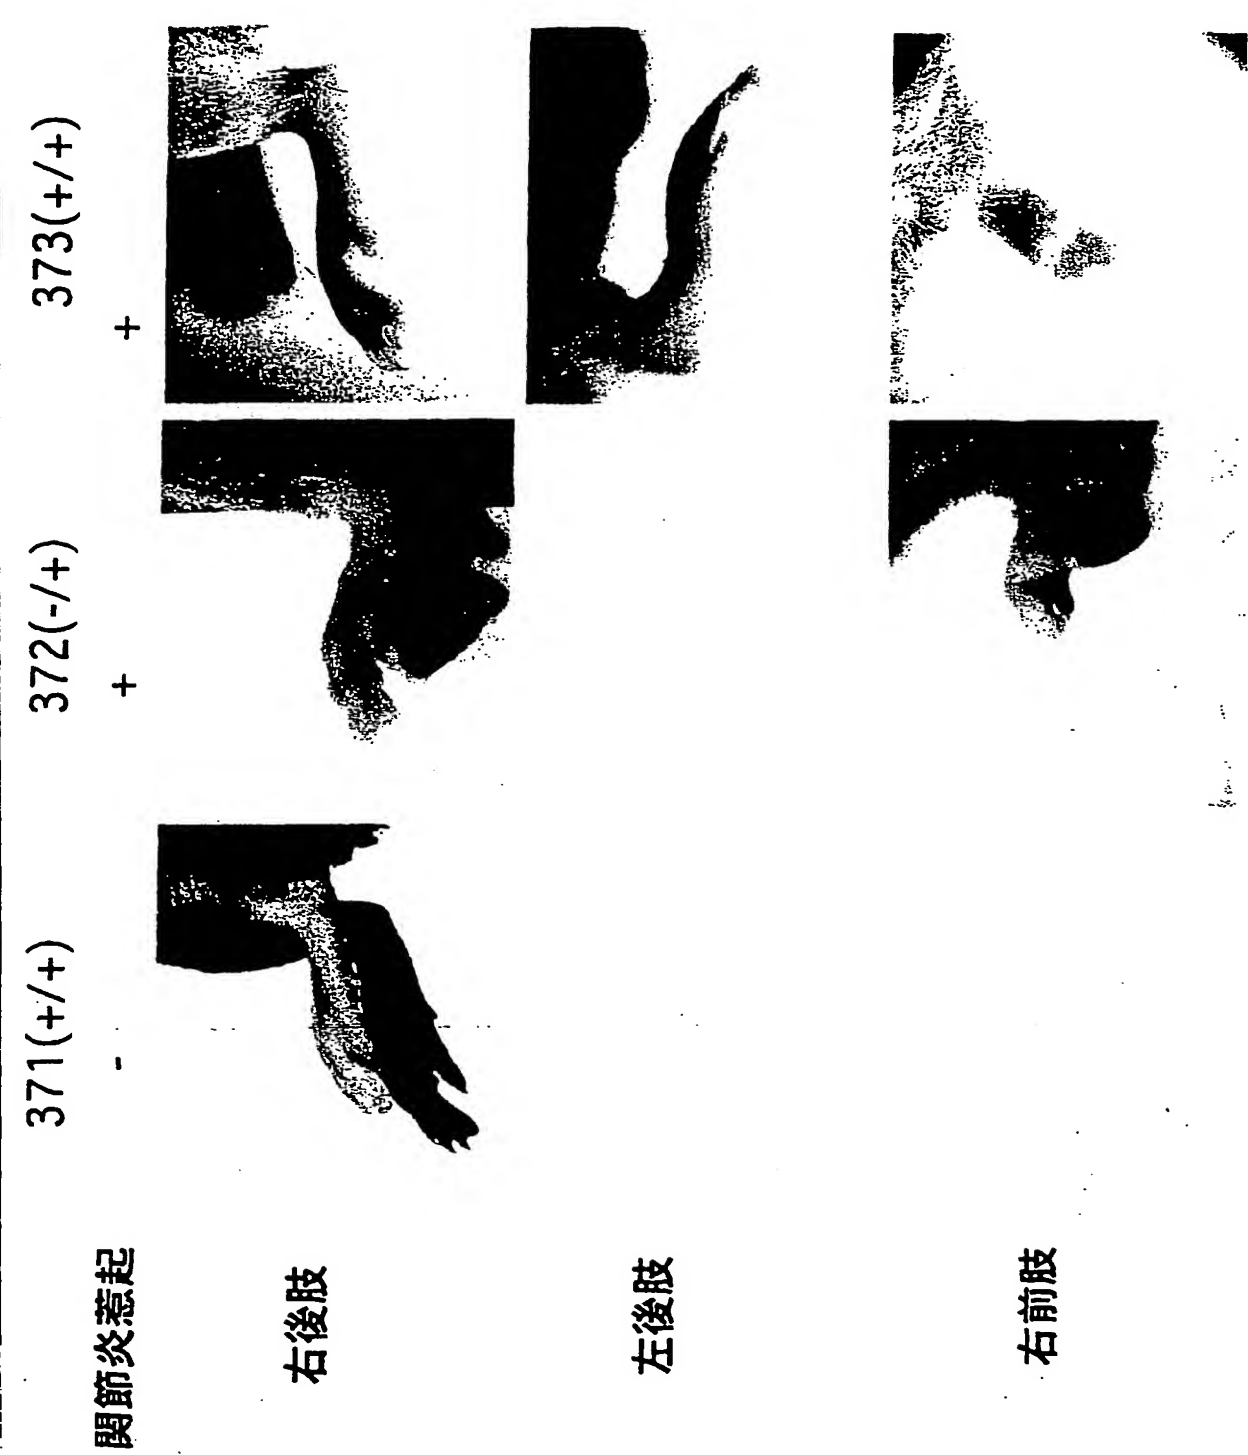 371(+/+) 372(-/+) 373(+/+)
関節炎惹起 - + +
右後肢
左後肢
右前肢